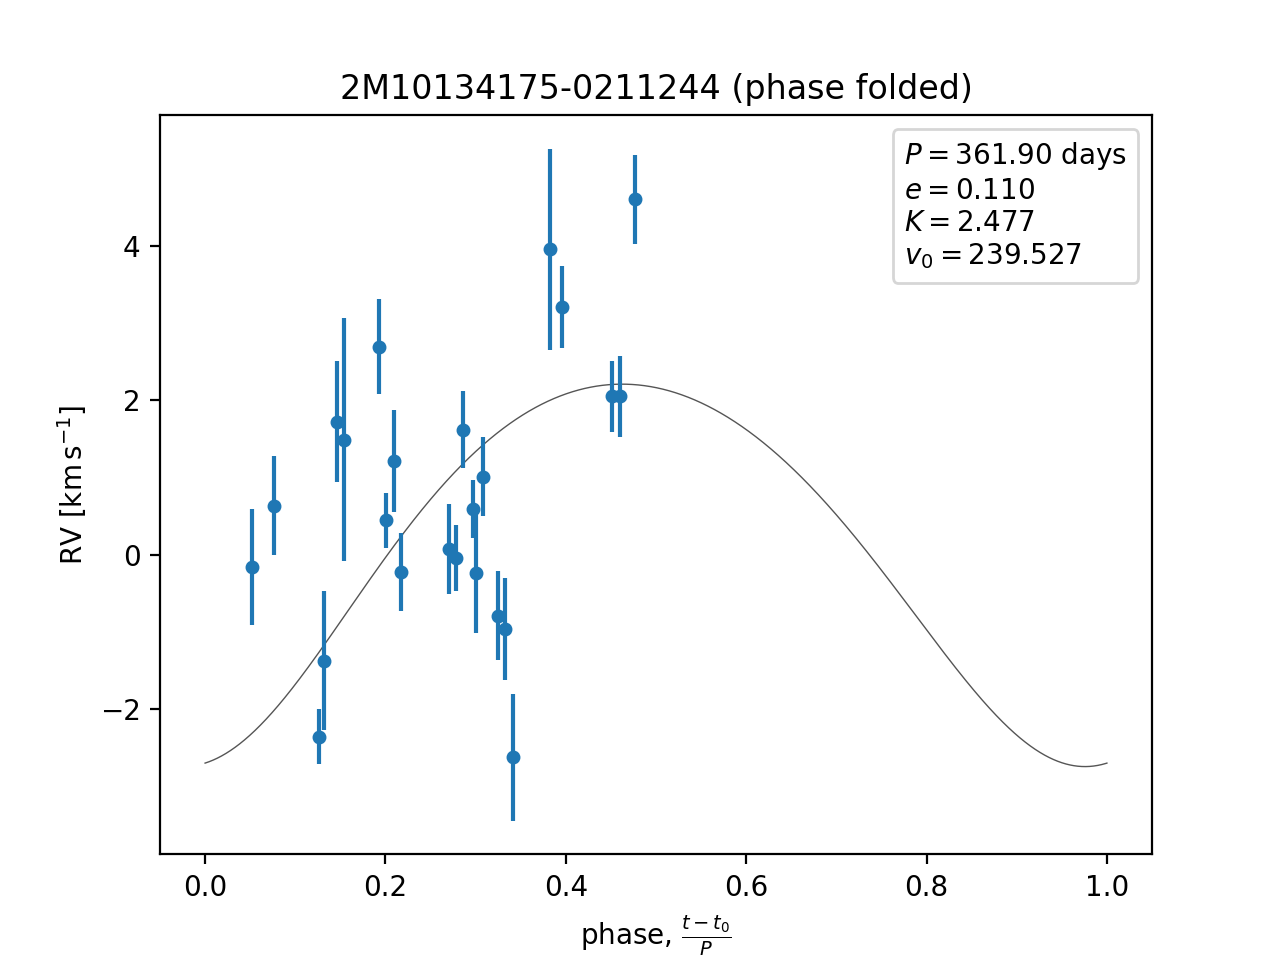 2M10134175-0211244 (phase folded)
P = 361.90 days
e = 0.110
K = 2.477
v₀ = 239.527
4
2
0
−2
RV [km s⁻¹]
0.0 0.2 0.4 0.6 0.8 1.0
phase, (t − t₀)/P